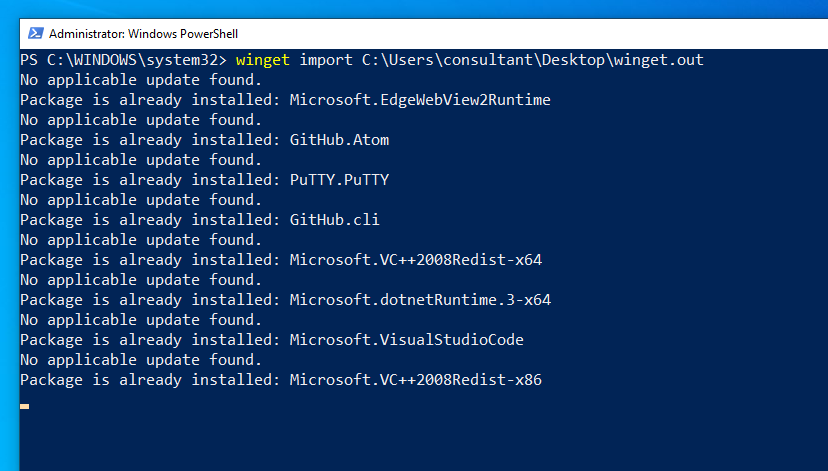 Administrator: Windows PowerShell
PS C:\WINDOWS\system32> winget import C:\Users\consultant\Desktop\winget.out
No applicable update found.
Package is already installed: Microsoft.EdgeWebView2Runtime
No applicable update found.
Package is already installed: GitHub.Atom
No applicable update found.
Package is already installed: PuTTY.PuTTY
No applicable update found.
Package is already installed: GitHub.cli
No applicable update found.
Package is already installed: Microsoft.VC++2008Redist-x64
No applicable update found.
Package is already installed: Microsoft.dotnetRuntime.3-x64
No applicable update found.
Package is already installed: Microsoft.VisualStudioCode
No applicable update found.
Package is already installed: Microsoft.VC++2008Redist-x86